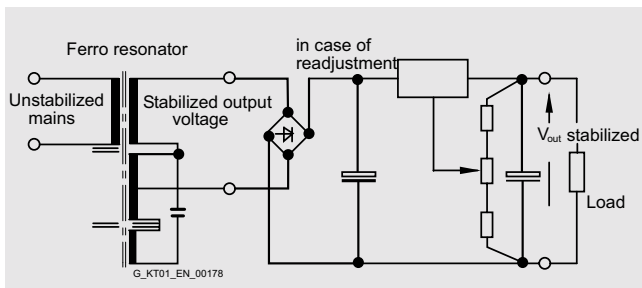 Ferro resonator
in case of
readjustment
Unstabilized
mains
Stabilized output
voltage
Vout stabilized
Load
G_KT01_EN_00178